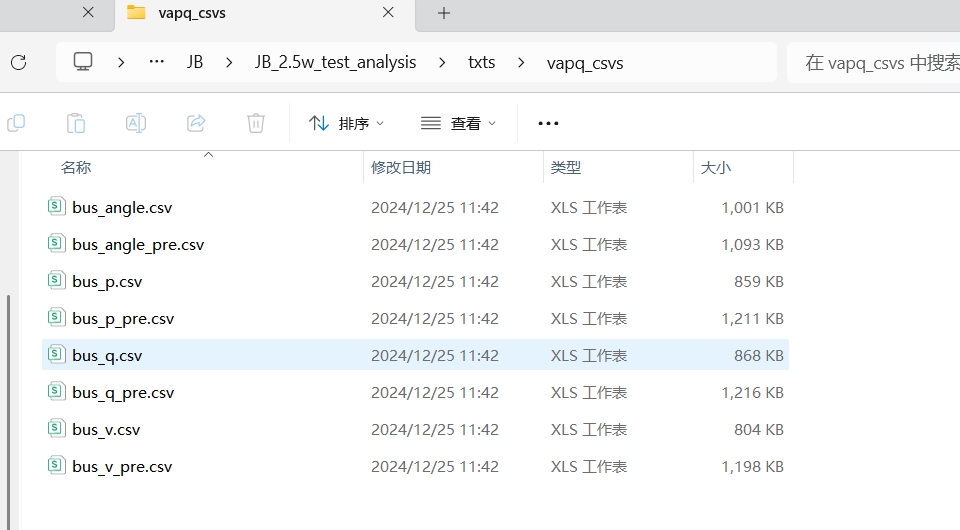 vapq_csvs
JB JB_2.5w_test_analysis txts vapq_csvs 在 vapq_csvs 中搜索
排序 查看
名称 修改日期 类型 大小
bus_angle.csv 2024/12/25 11:42 XLS 工作表 1,001 KB
bus_angle_pre.csv 2024/12/25 11:42 XLS 工作表 1,093 KB
bus_p.csv 2024/12/25 11:42 XLS 工作表 859 KB
bus_p_pre.csv 2024/12/25 11:42 XLS 工作表 1,211 KB
bus_q.csv 2024/12/25 11:42 XLS 工作表 868 KB
bus_q_pre.csv 2024/12/25 11:42 XLS 工作表 1,216 KB
bus_v.csv 2024/12/25 11:42 XLS 工作表 804 KB
bus_v_pre.csv 2024/12/25 11:42 XLS 工作表 1,198 KB